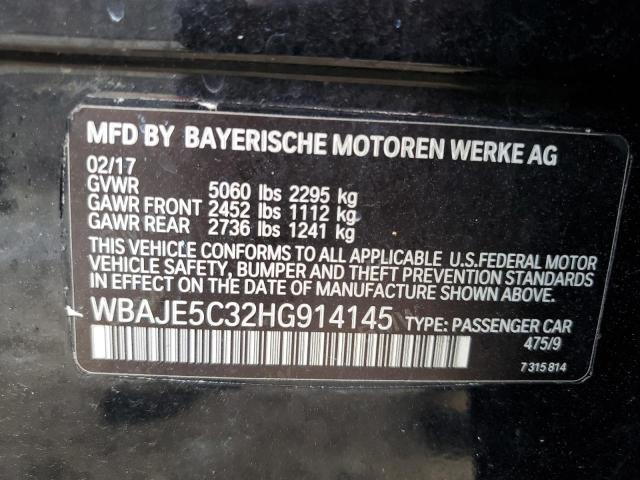 MFD BY BAYERISCHE MOTOREN WERKE AG
02/17
GVWR 5060 lbs 2295 kg
GAWR FRONT 2452 lbs 1112 kg
GAWR REAR 2736 lbs 1241 kg
THIS VEHICLE CONFORMS TO ALL APPLICABLE U.S.FEDERAL MOTOR
VEHICLE SAFETY, BUMPER AND THEFT PREVENTION STANDARDS
IN EFFECT ON THE DATE OF MANUFACTURE SHOWN ABOVE.
WBAJE5C32HG914145 TYPE: PASSENGER CAR
475/9
7 315 814